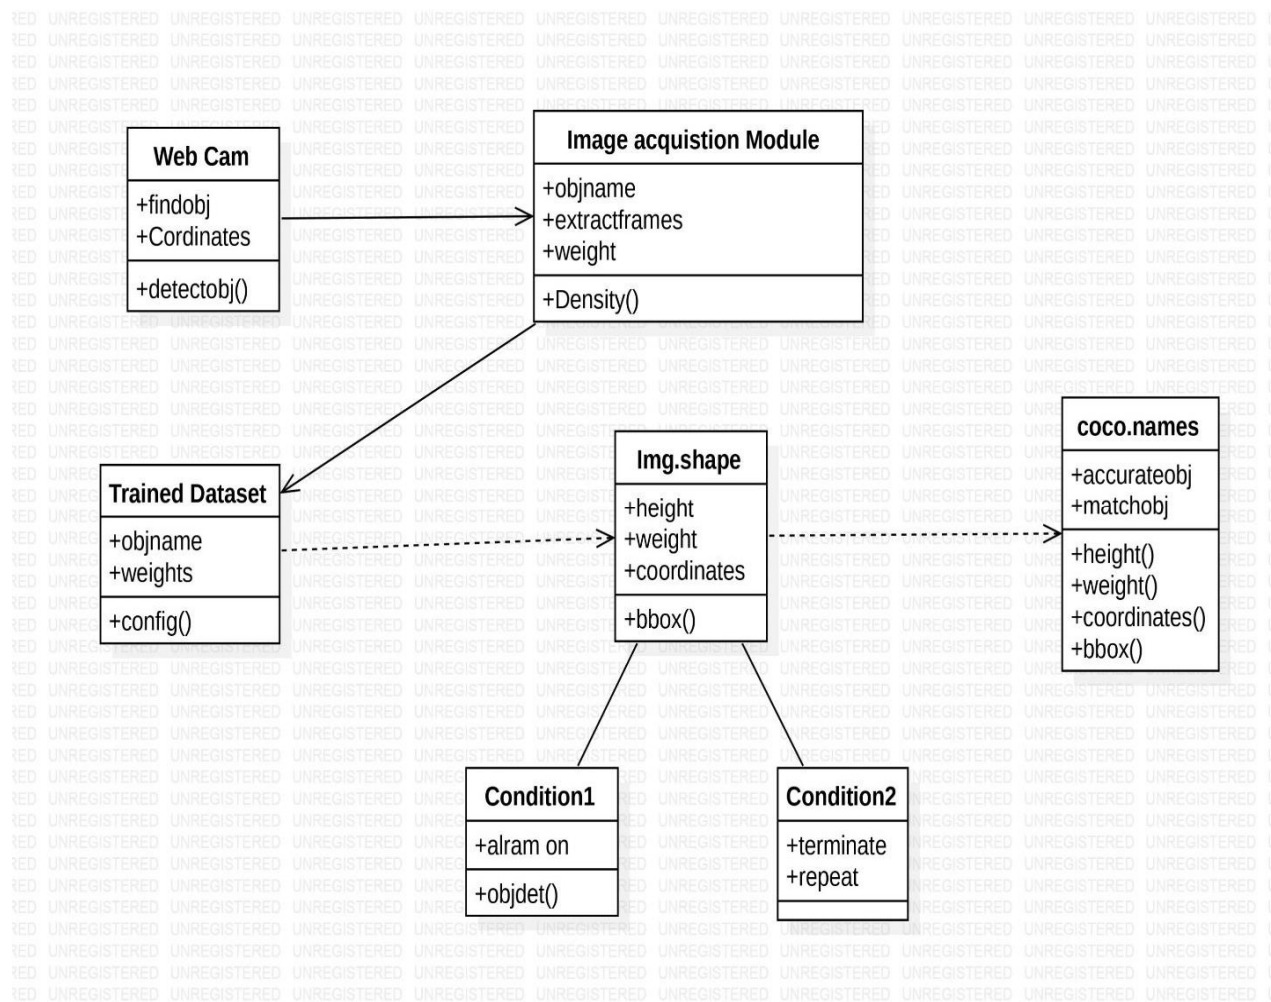 Web Cam
+findobj
+Cordinates
+detectobj()
Image acquistion Module
+objname
+extractframes
+weight
+Density()
Trained Dataset
+objname
+weights
+config()
Img.shape
+height
+weight
+coordinates
+bbox()
coco.names
+accurateobj
+matchobj
+height()
+weight()
+coordinates()
+bbox()
Condition1
+alram on
+objdet()
Condition2
+terminate
+repeat
UNREGISTERED